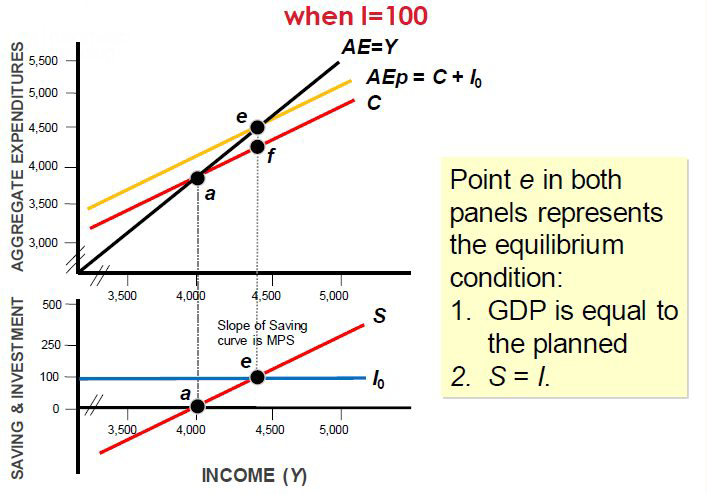 when I=100
AGGREGATE EXPENDITURES
5,500
5,000
4,500
4,000
3,500
3,000
AE=Y
AEp = C + I₀
C
e
f
a
3,500 4,000 4,500 5,000
SAVING & INVESTMENT
500
250
100
0
Slope of Saving
curve is MPS
S
e
I₀
a
3,500 4,000 4,500 5,000
INCOME (Y)
Point e in both
panels represents
the equilibrium
condition:
1. GDP is equal to
the planned
2. S = I.